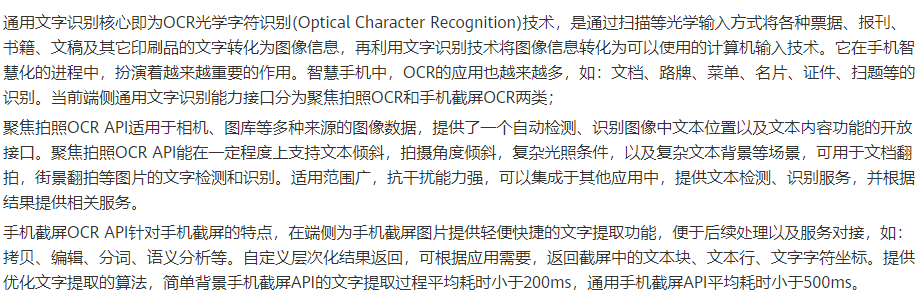 通用文字识别核心即为OCR光学字符识别(Optical Character Recognition)技术，是通过扫描等光学输入方式将各种票据、报刊、
书籍、文稿及其它印刷品的文字转化为图像信息，再利用文字识别技术将图像信息转化为可以使用的计算机输入技术。它在手机智
慧化的进程中，扮演着越来越重要的作用。智慧手机中，OCR的应用也越来越多，如：文档、路牌、菜单、名片、证件、扫题等的
识别。当前端侧通用文字识别能力接口分为聚焦拍照OCR和手机截屏OCR两类；
聚焦拍照OCR API适用于相机、图库等多种来源的图像数据，提供了一个自动检测、识别图像中文本位置以及文本内容功能的开放
接口。聚焦拍照OCR API能在一定程度上支持文本倾斜，拍摄角度倾斜，复杂光照条件，以及复杂文本背景等场景，可用于文档翻
拍，街景翻拍等图片的文字检测和识别。适用范围广，抗干扰能力强，可以集成于其他应用中，提供文本检测、识别服务，并根据
结果提供相关服务。
手机截屏OCR API针对手机截屏的特点，在端侧为手机截屏图片提供轻便快捷的文字提取功能，便于后续处理以及服务对接，如：
拷贝、编辑、分词、语义分析等。自定义层次化结果返回，可根据应用需要，返回截屏中的文本块、文本行、文字字符坐标。提供
优化文字提取的算法，简单背景手机截屏API的文字提取过程平均耗时小于200ms，通用手机截屏API平均耗时小于500ms。